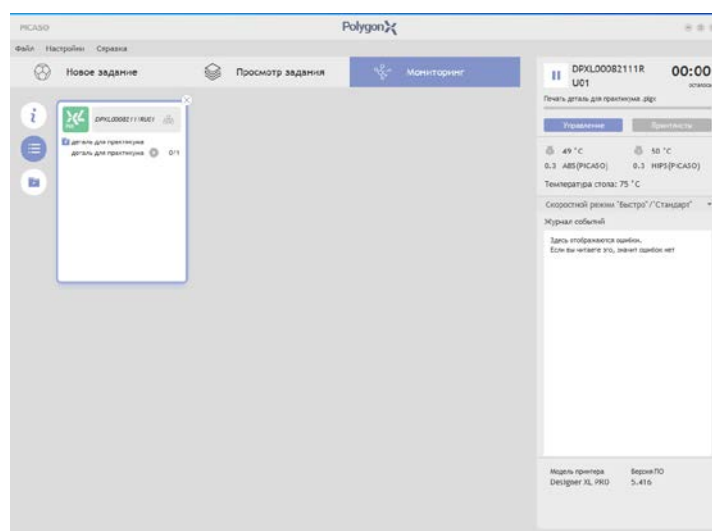 PICASO
PolygonX
Файл Настройки Справка
Новое задание
Просмотр задания
Мониторинг
DPXL00082111RU01
деталь для практикума
деталь для практикума 0/1
DPXL00082111R
U01
00:00
осталось
Печать деталь для практикума .plgx
Управление
Принтлисты
49 °C
50 °C
0.3 ABS(PICASO)
0.3 HIPS(PICASO)
Температура стола: 75 °C
Скоростной режим "Быстро"/"Стандарт"
Журнал событий
Здесь отображаются ошибки.
Если вы читаете это, значит ошибок нет
Модель принтера
Версия ПО
Designer XL PRO
5.416